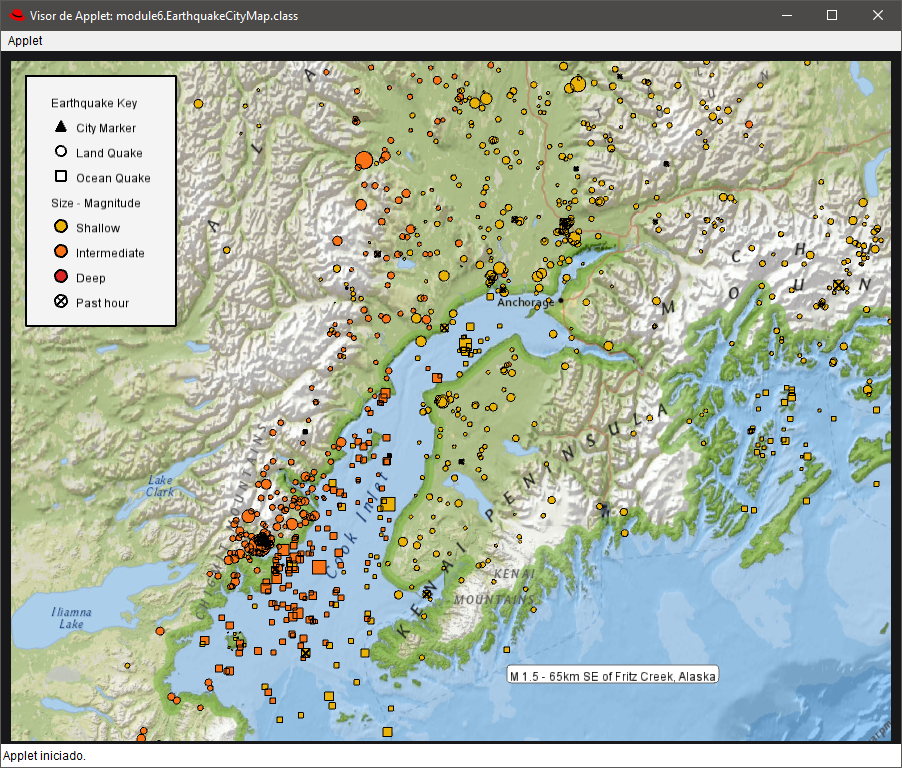 Visor de Applet: module6.EarthquakeCityMap.class
Applet
Earthquake Key
City Marker
Land Quake
Ocean Quake
Size - Magnitude
Shallow
Intermediate
Deep
Past hour
Anchorage
Lake
Clark
Cook Inlet
KENAI PENINSULA
KENAI
MOUNTAINS
Iliamna
Lake
M 1.5 - 65km SE of Fritz Creek, Alaska
Applet iniciado.